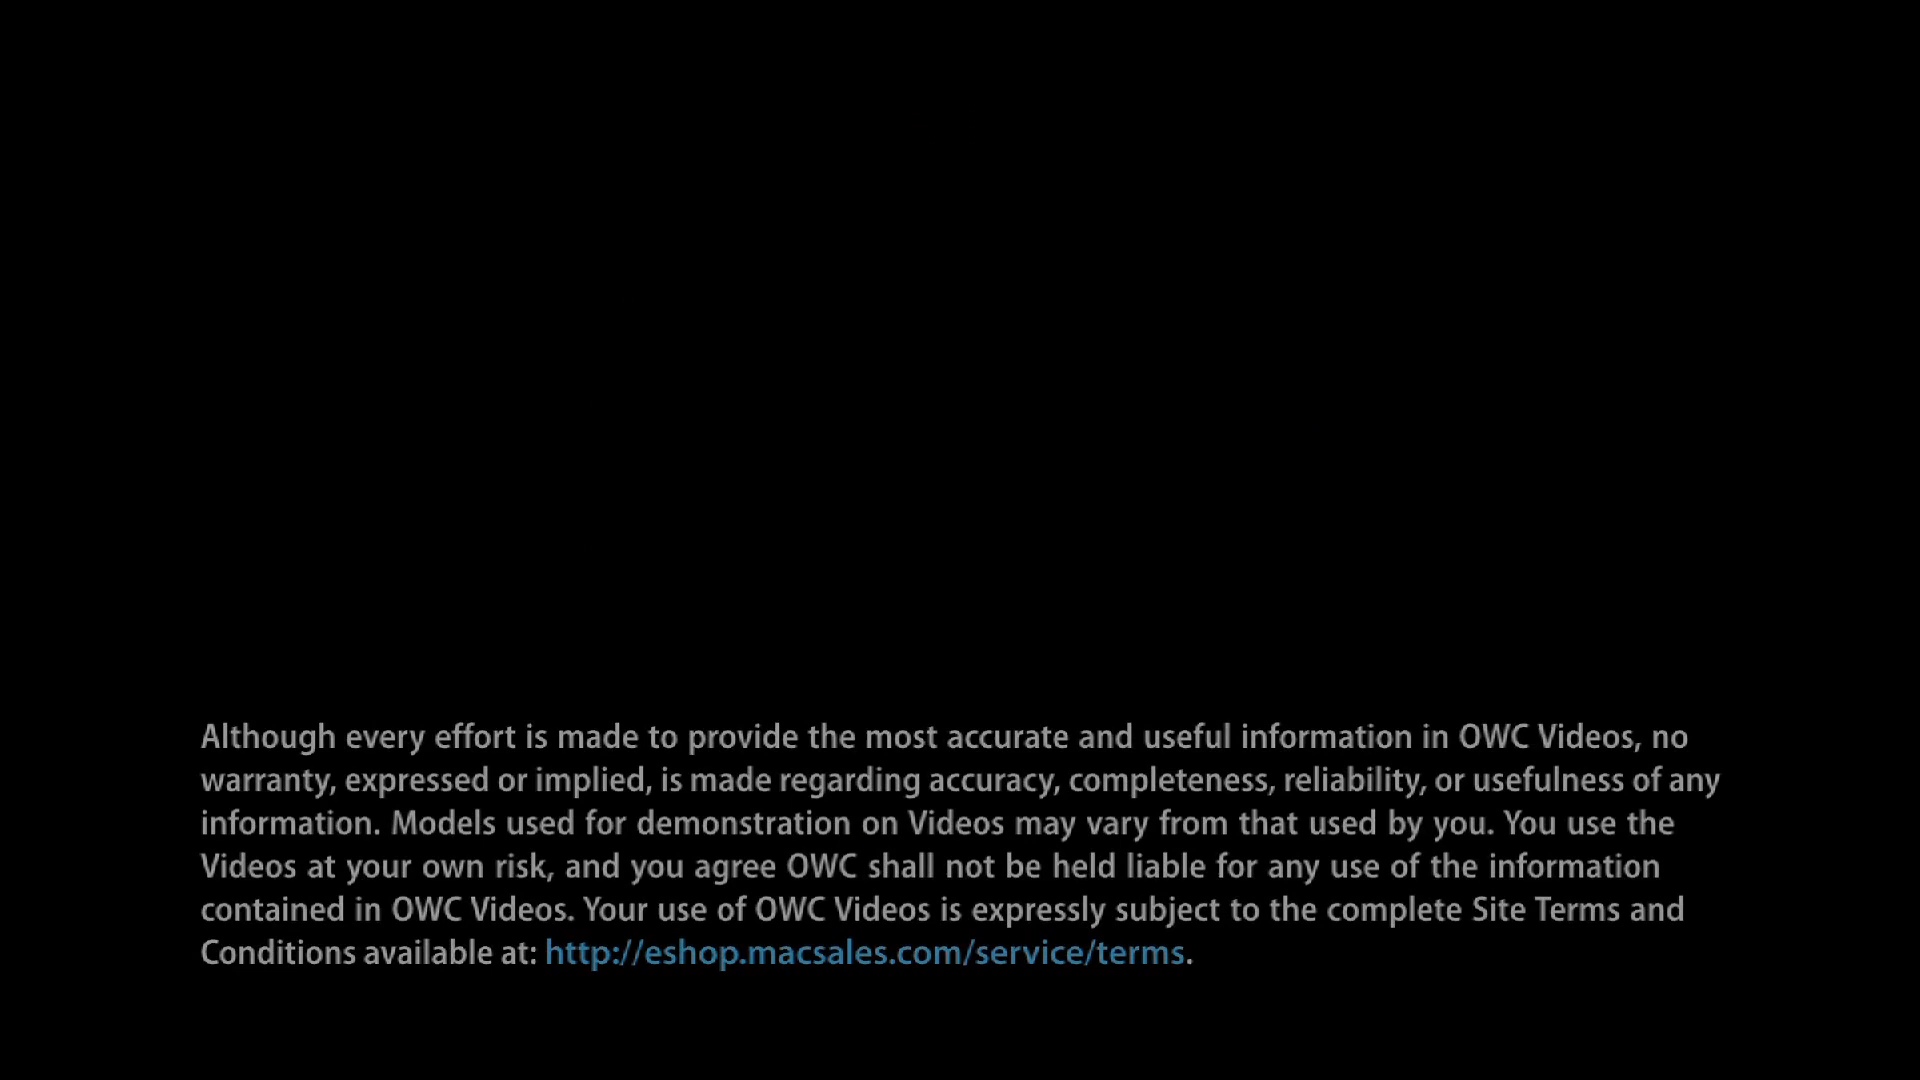 Although every effort is made to provide the most accurate and useful information in OWC Videos, no
warranty, expressed or implied, is made regarding accuracy, completeness, reliability, or usefulness of any
information. Models used for demonstration on Videos may vary from that used by you. You use the
Videos at your own risk, and you agree OWC shall not be held liable for any use of the information
contained in OWC Videos. Your use of OWC Videos is expressly subject to the complete Site Terms and
Conditions available at: http://eshop.macsales.com/service/terms.